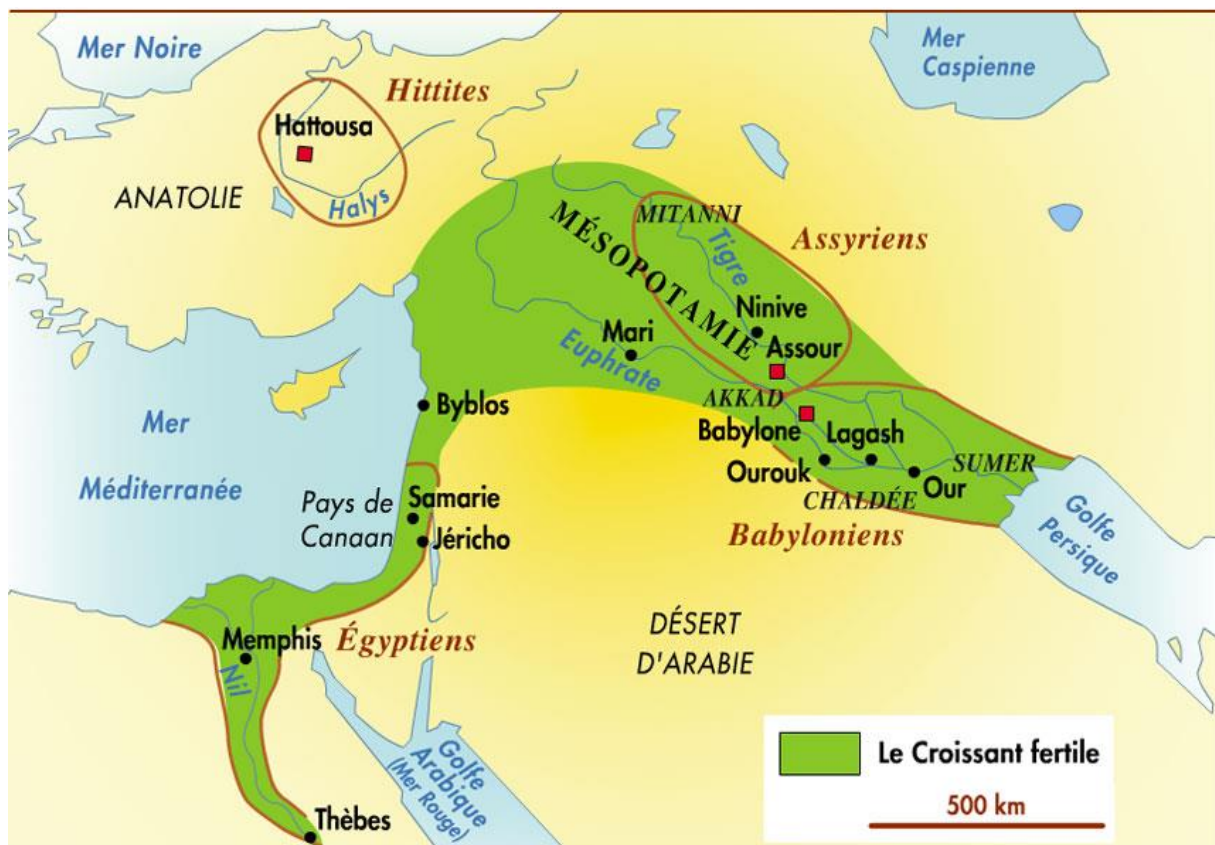 Mer Noire
Mer
Caspienne
Hittites
Hattousa
ANATOLIE
Halys
MITANNI
MÉSOPOTAMIE
Tigre
Assyriens
Ninive
Mari
Assour
Euphrate
AKKAD
Byblos
Babylone
Lagash
Mer
Méditerranée
Ourouk
SUMER
Our
CHALDÉE
Pays de
Canaan
Samarie
Jéricho
Babyloniens
Golfe
Persique
Memphis
Égyptiens
Nil
DÉSERT
D'ARABIE
Golfe
Arabique
(Mer Rouge)
Thèbes
Le Croissant fertile
500 km